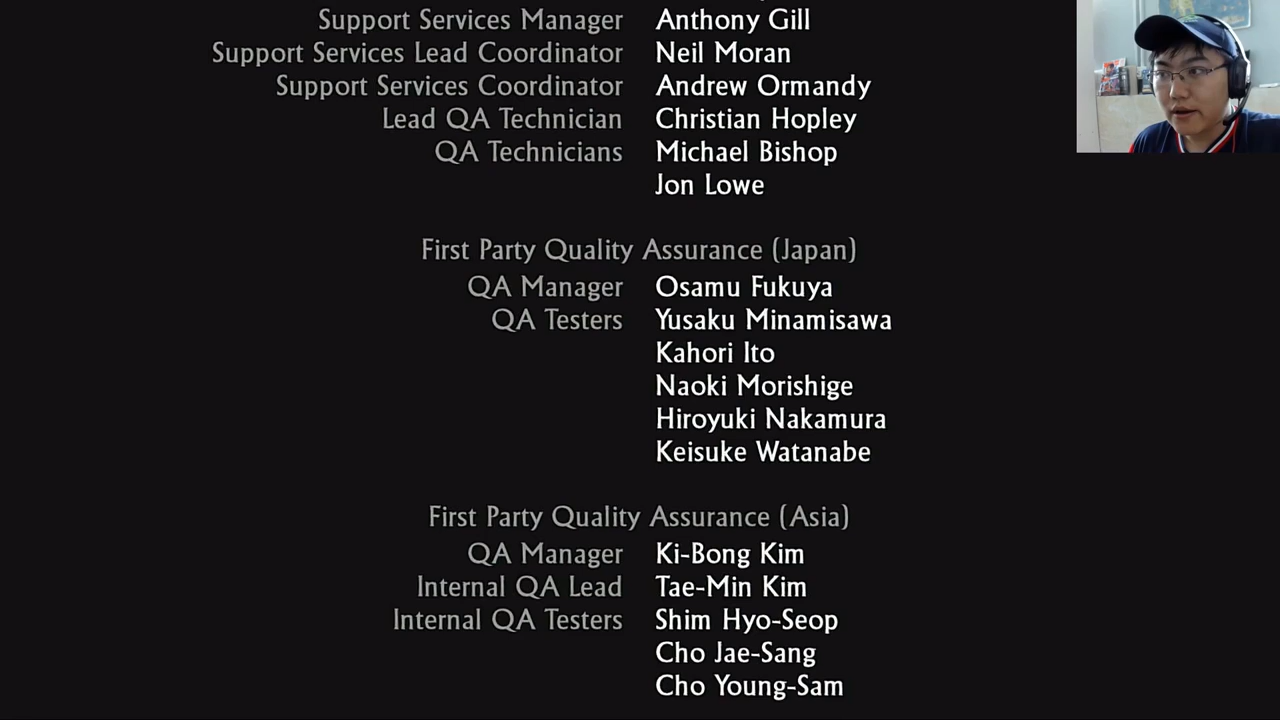 Support Services Manager Anthony Gill
Support Services Lead Coordinator Neil Moran
Support Services Coordinator Andrew Ormandy
Lead QA Technician Christian Hopley
QA Technicians Michael Bishop
Jon Lowe
First Party Quality Assurance (Japan)
QA Manager Osamu Fukuya
QA Testers Yusaku Minamisawa
Kahori Ito
Naoki Morishige
Hiroyuki Nakamura
Keisuke Watanabe
First Party Quality Assurance (Asia)
QA Manager Ki-Bong Kim
Internal QA Lead Tae-Min Kim
Internal QA Testers Shim Hyo-Seop
Cho Jae-Sang
Cho Young-Sam